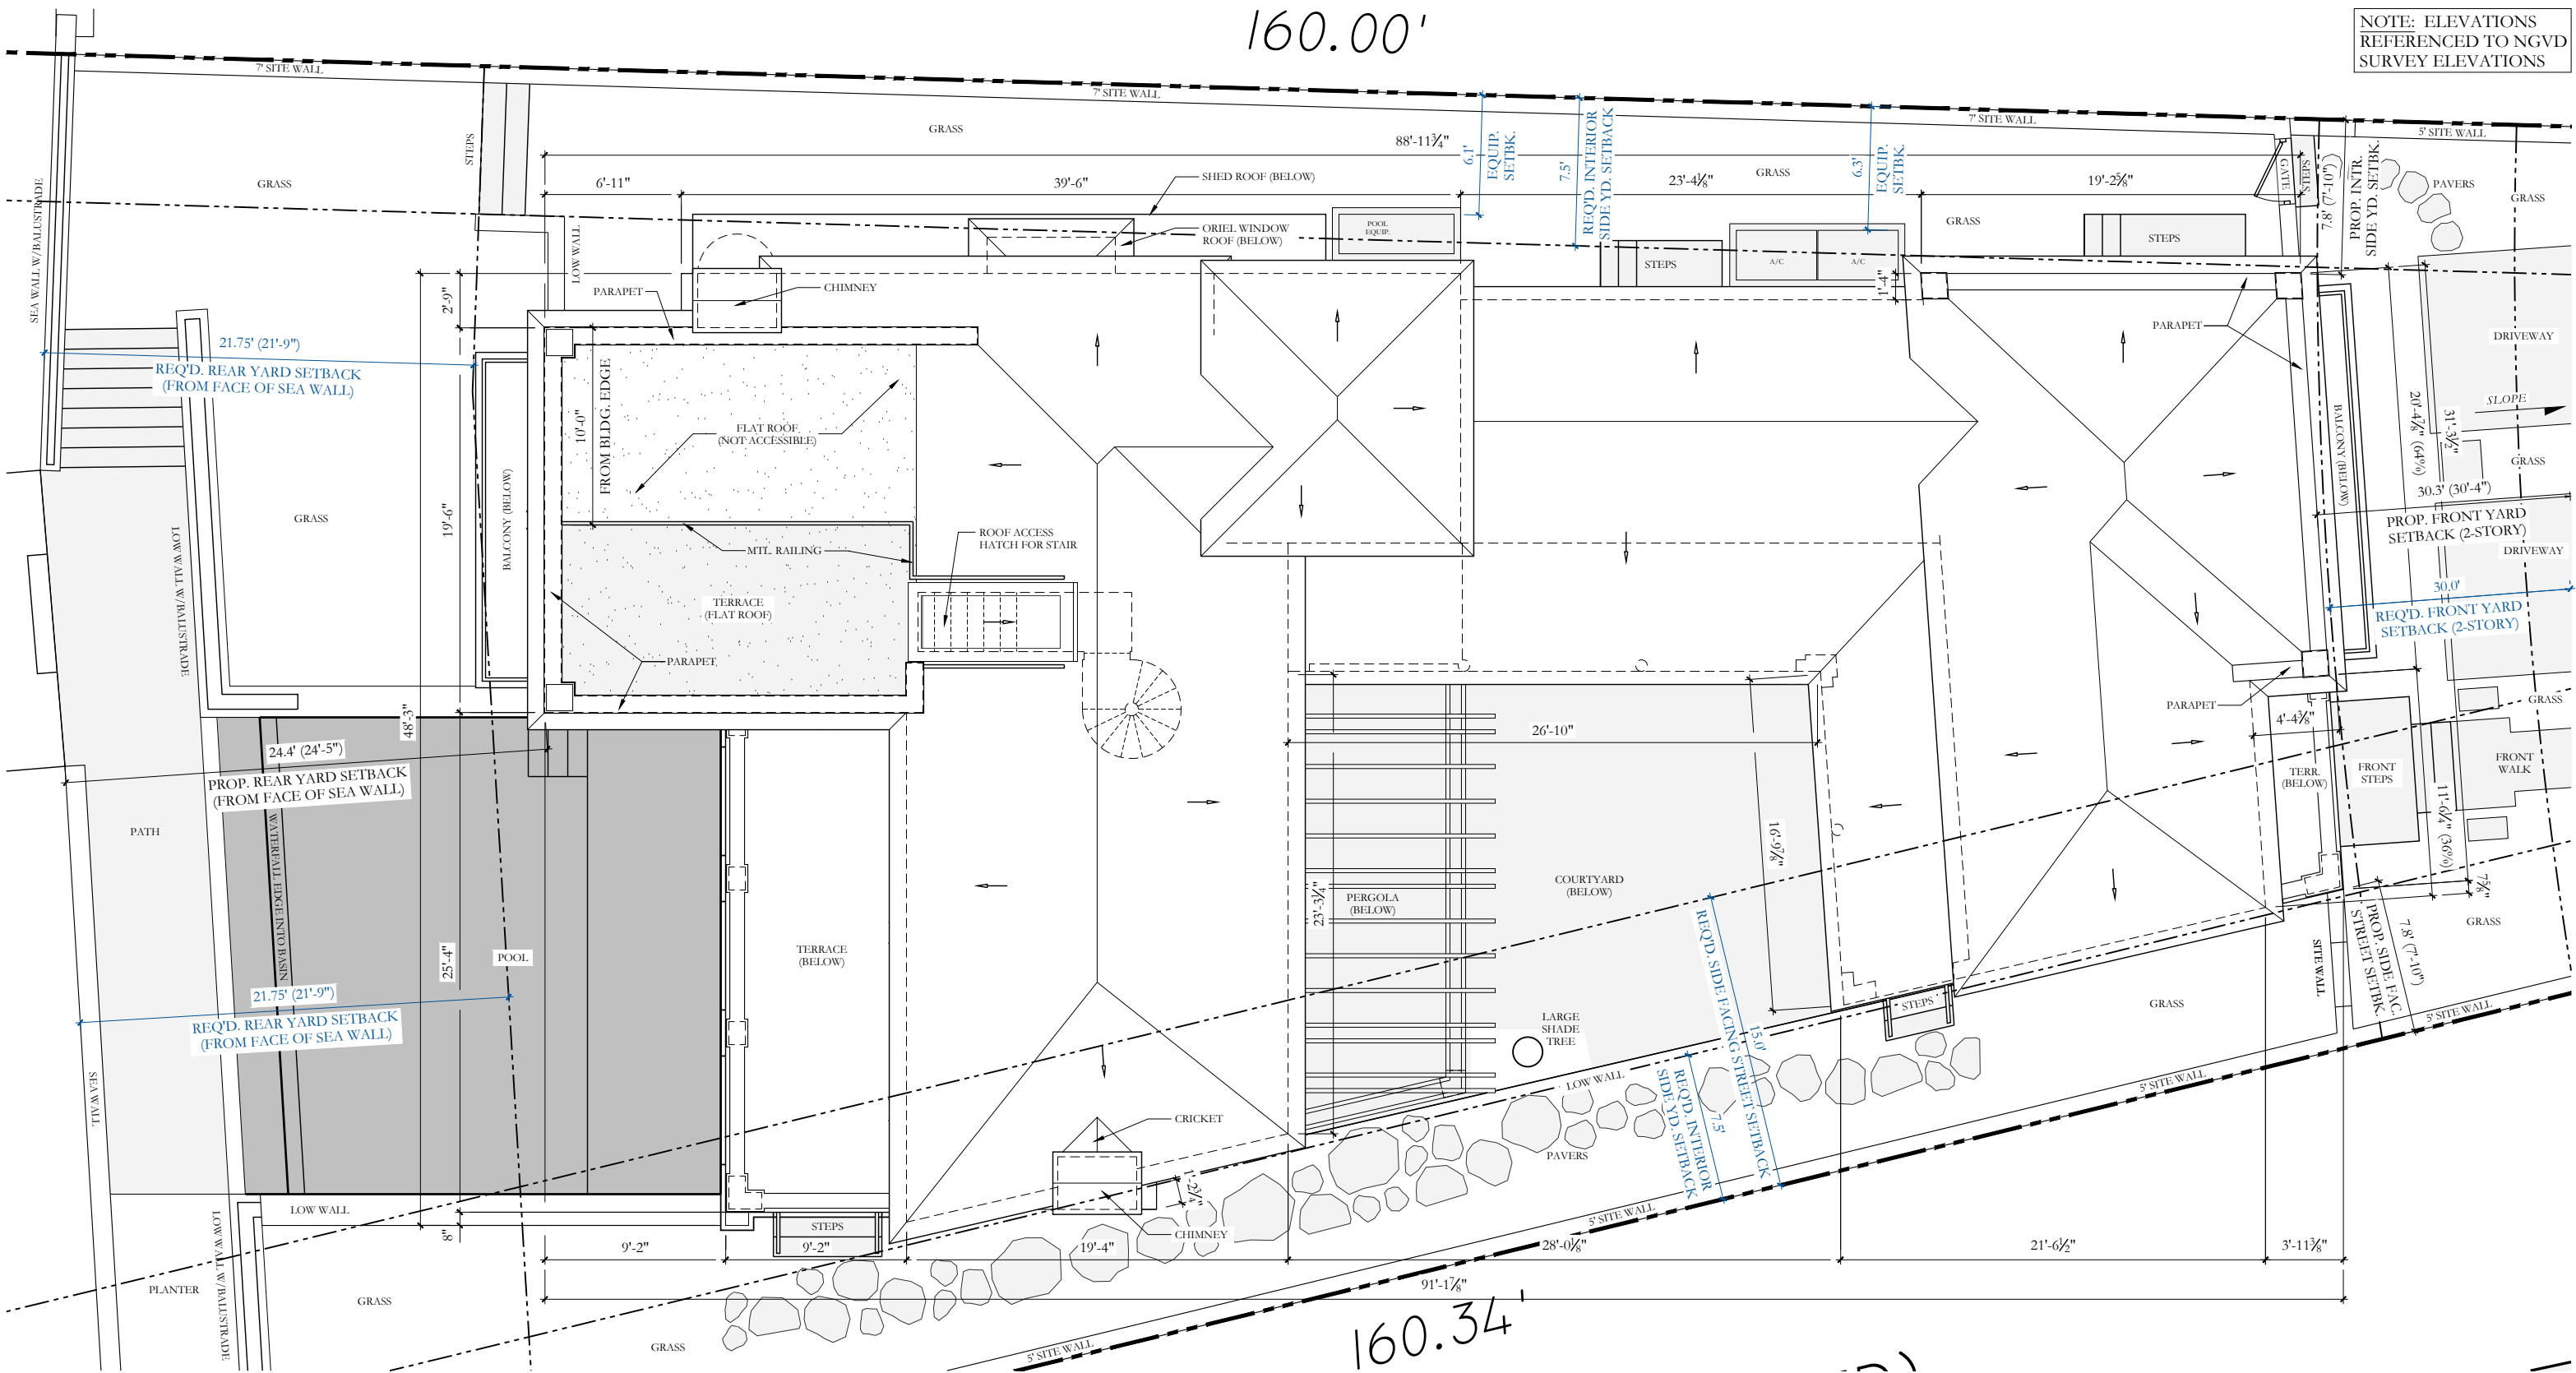 160.00'
NOTE: ELEVATIONS
REFERENCED TO NGVD
SURVEY ELEVATIONS
7' SITE WALL
7' SITE WALL
7' SITE WALL
5' SITE WALL
GRASS
88'-11¾"
STEPS
GRASS
6'-11"
39'-6"
SHED ROOF (BELOW)
6.1'
EQUIP.
SETBK.
7.5'
REQ'D. INTERIOR
SIDE YD. SETBACK
GRASS
23'-4⅛"
6.3'
EQUIP.
SETBK.
19'-2⅝"
GATE
STEPS
7.8' (7'-10")
PROP. INTR.
SIDE YD. SETBK.
PAVERS
GRASS
SEA WALL W/BALUSTRADE
LOW WALL
ORIEL WINDOW
ROOF (BELOW)
POOL
EQUIP.
STEPS
A/C
A/C
GRASS
STEPS
1'-4"
2'-9"
PARAPET
CHIMNEY
PARAPET
DRIVEWAY
21.75' (21'-9")
REQ'D. REAR YARD SETBACK
(FROM FACE OF SEA WALL)
10'-0"
FROM BLDG. EDGE
FLAT ROOF
(NOT ACCESSIBLE)
SLOPE
BALCONY (BELOW)
20'-4⅞" (64%)
31'-3½"
GRASS
GRASS
19'-6"
BALCONY (BELOW)
LOW WALL W/BALUSTRADE
MTL. RAILING
ROOF ACCESS
HATCH FOR STAIR
30.3' (30'-4")
PROP. FRONT YARD
SETBACK (2-STORY)
DRIVEWAY
TERRACE
(FLAT ROOF)
30.0'
REQ'D. FRONT YARD
SETBACK (2-STORY)
PARAPET
48'-3"
24.4' (24'-5")
PROP. REAR YARD SETBACK
(FROM FACE OF SEA WALL)
26'-10"
PARAPET
4'-4⅜"
GRASS
TERR.
(BELOW)
FRONT
STEPS
FRONT
WALK
PATH
WATERFALL EDGE INTO BASIN
16'-9⅞"
11'-6¼" (36%)
7⅝"
23'-3¼"
PERGOLA
(BELOW)
COURTYARD
(BELOW)
TERRACE
(BELOW)
25'-4"
POOL
21.75' (21'-9")
REQ'D. REAR YARD SETBACK
(FROM FACE OF SEA WALL)
REQ'D. SIDE FACING STREET SETBACK
15.0'
SITE WALL
PROP. SIDE FAC.
STREET SETBK.
7.8' (7'-10")
GRASS
STEPS
GRASS
5' SITE WALL
LARGE
SHADE
TREE
LOW WALL
REQ'D. INTERIOR
SIDE YD. SETBACK
7.5'
5' SITE WALL
SEA WALL
CRICKET
PAVERS
LOW WALL
LOW WALL W/BALUSTRADE
8"
STEPS
CHIMNEY
5' SITE WALL
9'-2"
9'-2"
19'-4"
28'-0⅛"
21'-6½"
3'-11⅜"
91'-1⅞"
PLANTER
GRASS
GRASS
5' SITE WALL
160.34'